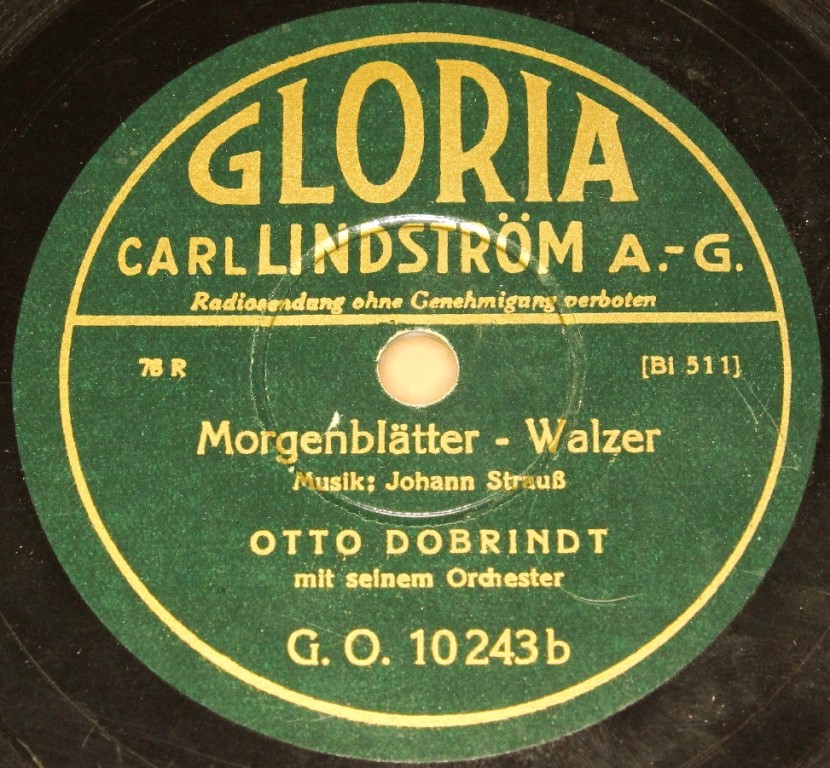 GLORIA
CARL LINDSTRÖM A.-G.
Radiosendung ohne Genehmigung verboten
78 R [Bi 511]
Morgenblätter - Walzer
Musik: Johann Strauß
OTTO DOBRINDT
mit seinem Orchester
G. O. 10243b